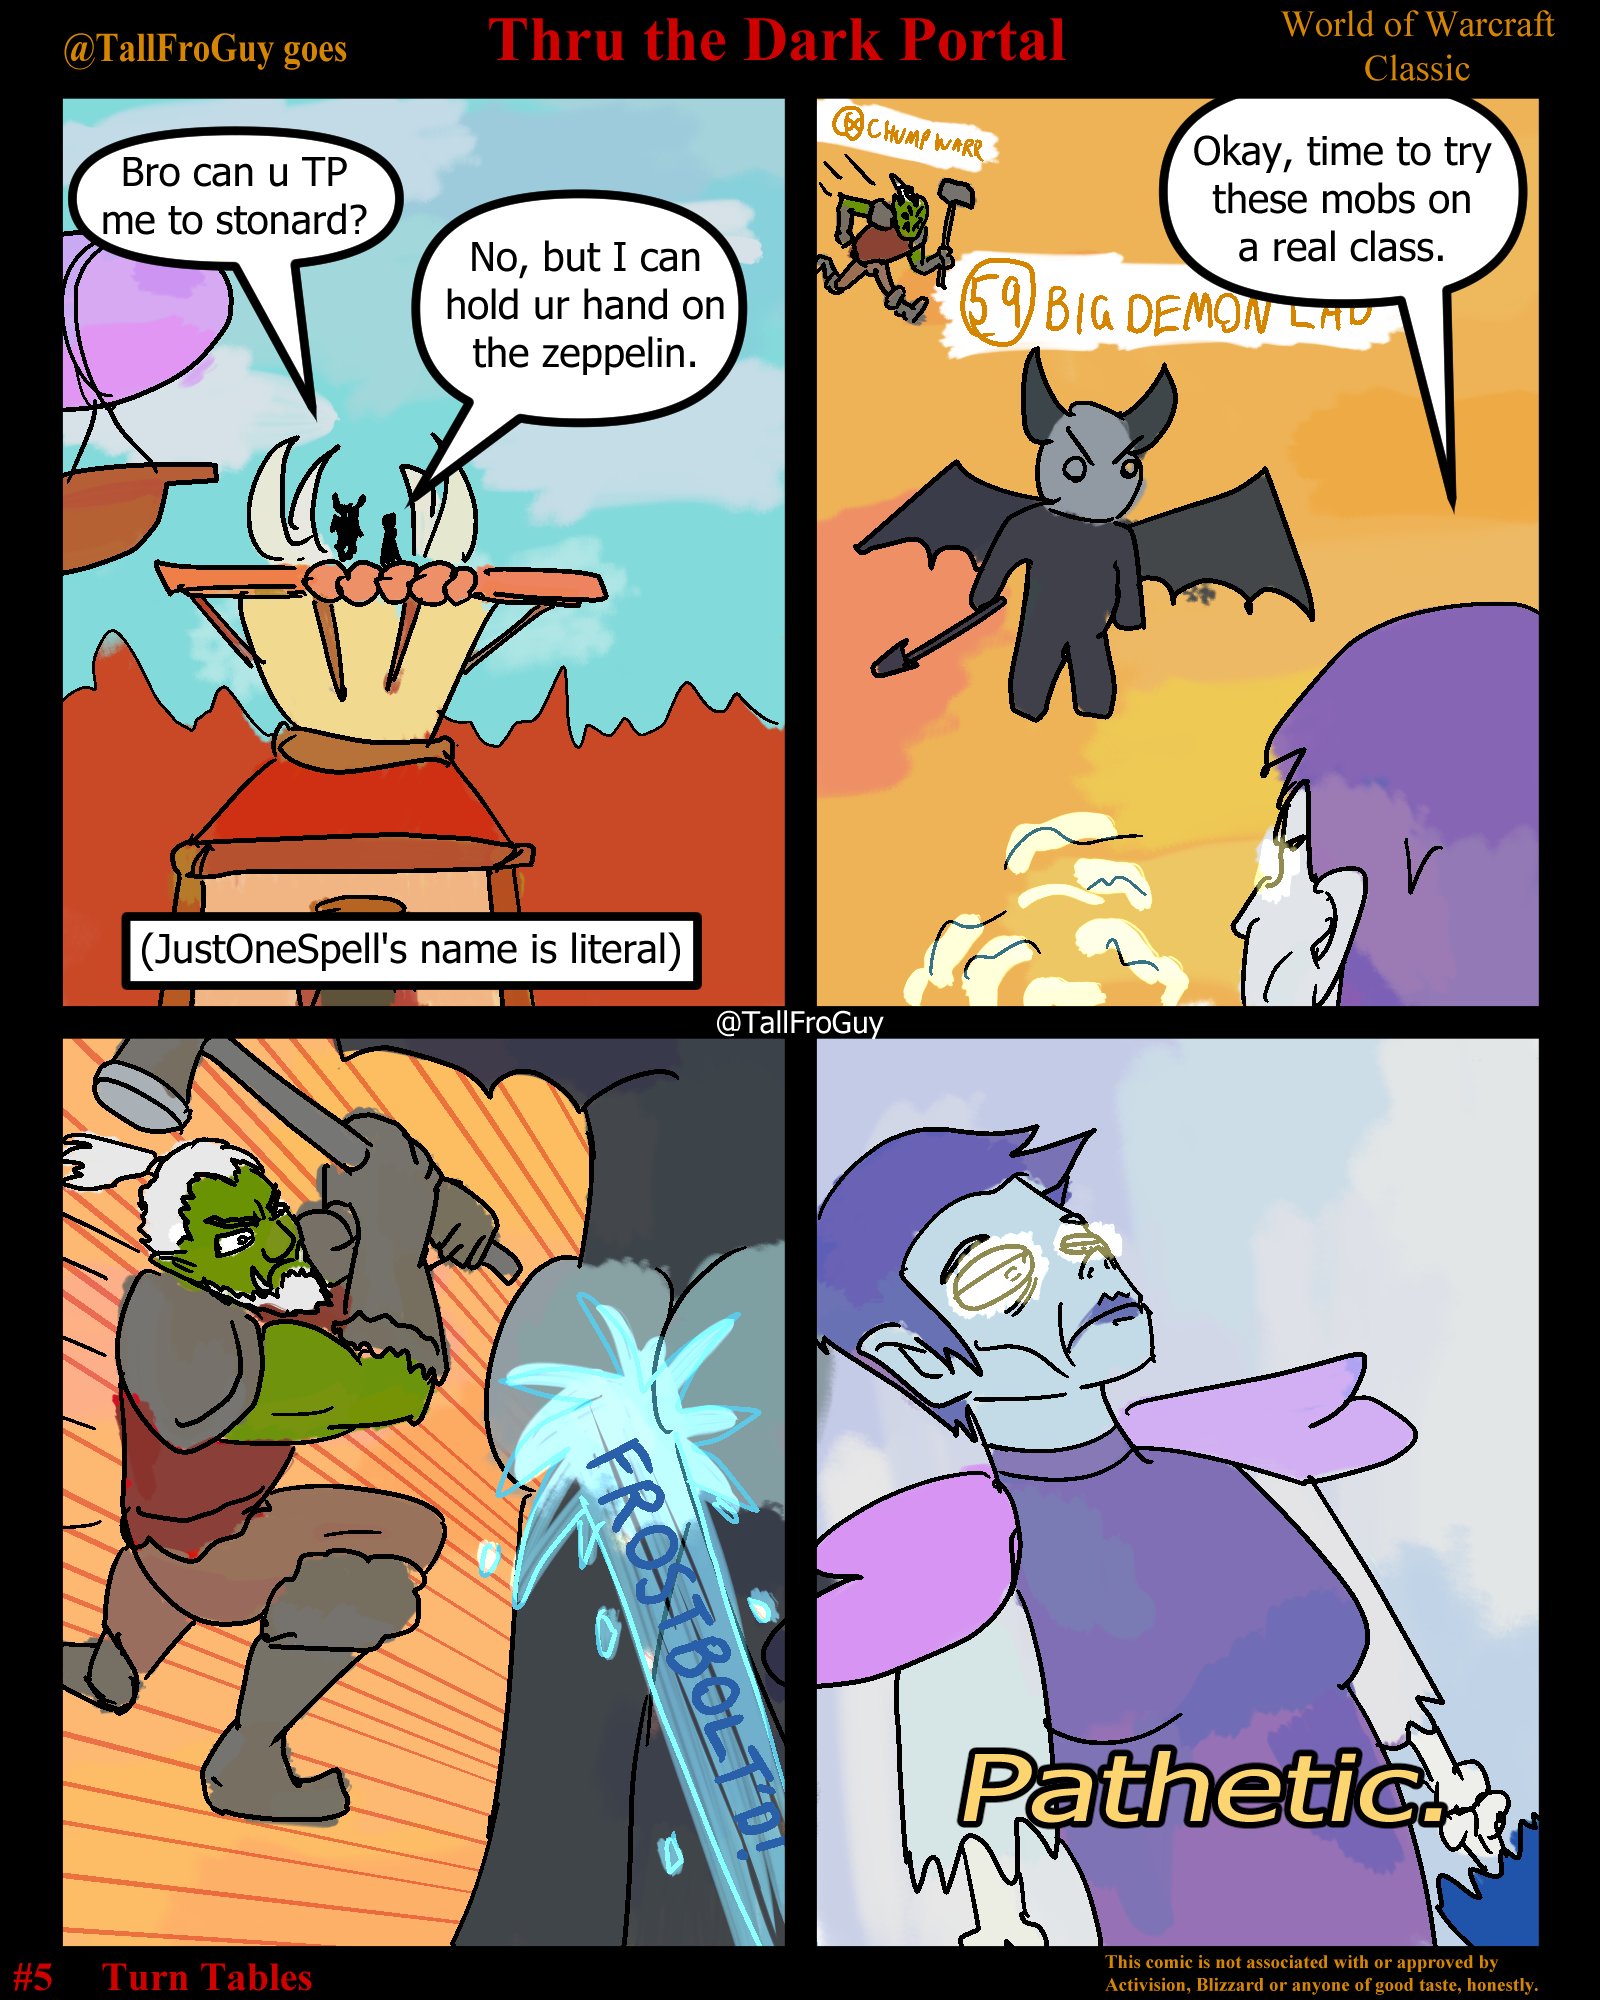 @TallFroGuy goes
Thru the Dark Portal
World of Warcraft
Classic
Bro can u TP
me to stonard?
No, but I can
hold ur hand on
the zeppelin.
(JustOneSpell's name is literal)
CHUMP WARR
Okay, time to try
these mobs on
a real class.
59 BIG DEMON LAD
@TallFroGuy
FROSTBOLT'D!
Pathetic.
#5 Turn Tables
This comic is not associated with or approved by
Activision, Blizzard or anyone of good taste, honestly.